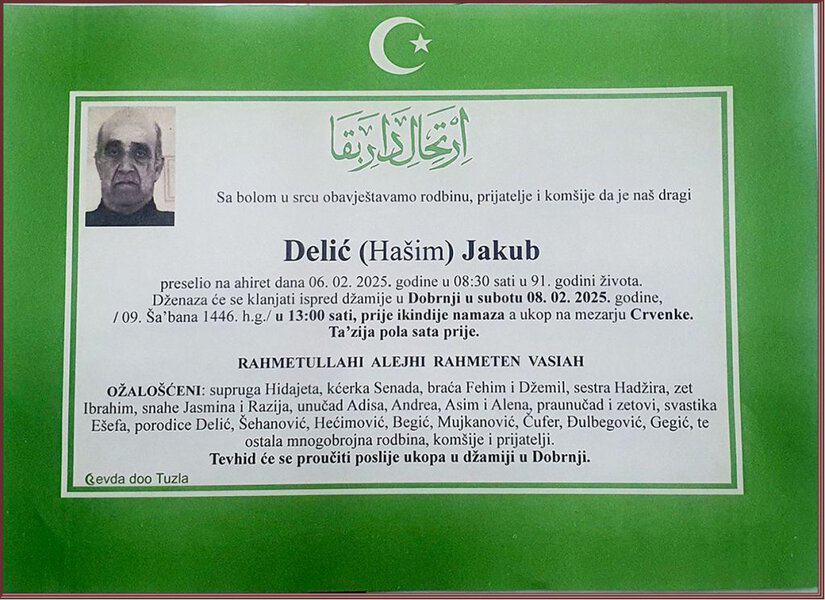 إرتحال دار بقا
Sa bolom u srcu obavještavamo rodbinu, prijatelje i komšije da je naš dragi
Delić (Hašim) Jakub
preselio na ahiret dana 06. 02. 2025. godine u 08:30 sati u 91. godini života.
Dženaza će se klanjati ispred džamije u Dobrnji u subotu 08. 02. 2025. godine,
/ 09. Ša'bana 1446. h.g./ u 13:00 sati, prije ikindije namaza a ukop na mezarju Crvenke.
Ta'zija pola sata prije.
RAHMETULLAHI ALEJHI RAHMETEN VASIAH
OŽALOŠĆENI: supruga Hidajeta, kćerka Senada, braća Fehim i Džemil, sestra Hadžira, zet
Ibrahim, snahe Jasmina i Razija, unučad Adisa, Andrea, Asim i Alena, praunučad i zetovi, svastika
Ešefa, porodice Delić, Šehanović, Hećimović, Begić, Mujkanović, Čufer, Đulbegović, Gegić, te
ostala mnogobrojna rodbina, komšije i prijatelji.
Tevhid će se proučiti poslije ukopa u džamiji u Dobrnji.
evda doo Tuzla